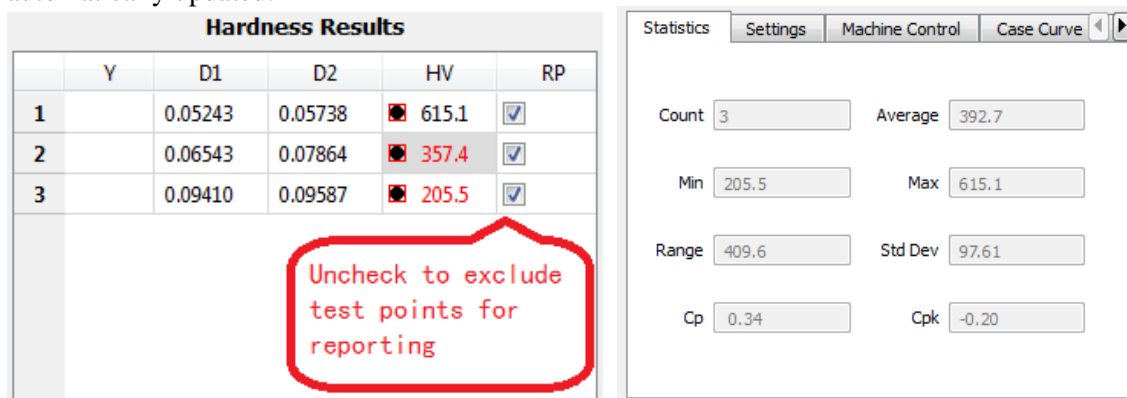 Hardness Results
Y D1 D2 HV RP
1 0.05243 0.05738 615.1
2 0.06543 0.07864 357.4
3 0.09410 0.09587 205.5
Uncheck to exclude
test points for
reporting
Statistics Settings Machine Control Case Curve
Count 3 Average 392.7
Min 205.5 Max 615.1
Range 409.6 Std Dev 97.61
Cp 0.34 Cpk -0.20